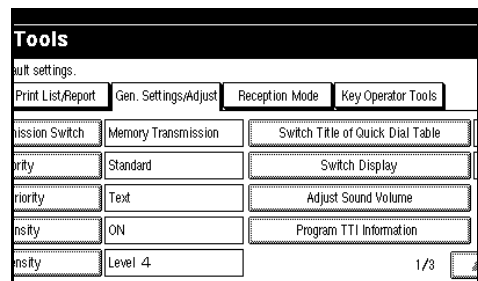 Tools
ault settings.
Print List/Report Gen. Settings/Adjust Reception Mode Key Operator Tools
ission Switch Memory Transmission Switch Title of Quick Dial Table
ority Standard Switch Display
riority Text Adjust Sound Volume
nsity ON Program TTI Information
ensity Level 4 1/3